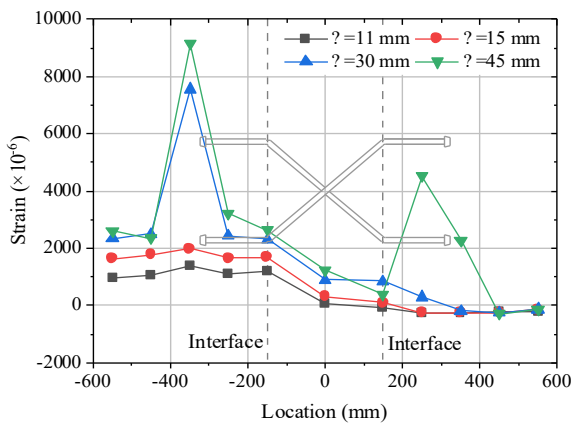 10000
8000
6000
4000
2000
0
-2000
Strain (×10⁻⁶)
? =11 mm ? =15 mm
? =30 mm ? =45 mm
Interface Interface
-600 -400 -200 0 200 400 600
Location (mm)